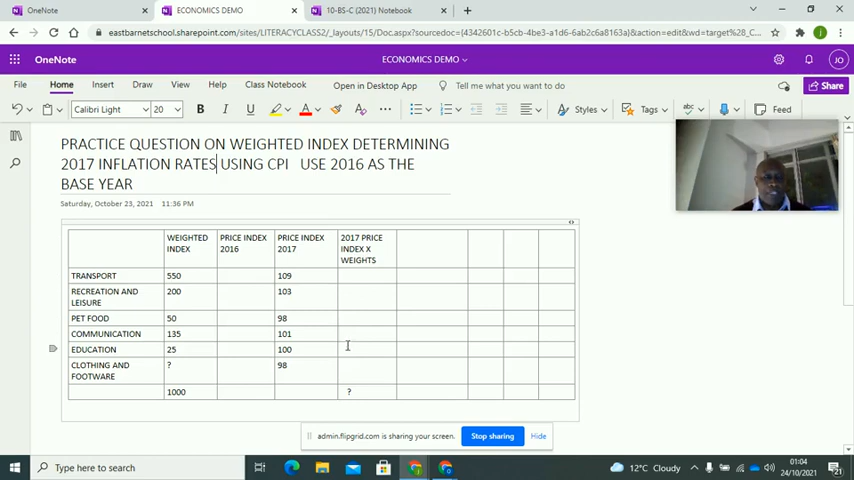 OneNote
ECONOMICS DEMO
10-BS-C (2021) Notebook
eastbarnetschool.sharepoint.com/sites/LITERACYCLASS2/_layouts/15/Doc.aspx?sourcedoc={4342601c-b5cb-4be3-a1d6-6ab2c6a8163a}&action=edit&wd=target%28_C...
OneNote
ECONOMICS DEMO
JO
File Home Insert Draw View Help Class Notebook Open in Desktop App Tell me what you want to do Share
Calibri Light 20 B I U Styles Tags abc Feed
PRACTICE QUESTION ON WEIGHTED INDEX DETERMINING
2017 INFLATION RATES USING CPI USE 2016 AS THE
BASE YEAR
Saturday, October 23, 2021 11:36 PM
WEIGHTED INDEX PRICE INDEX 2016 PRICE INDEX 2017 2017 PRICE INDEX X WEIGHTS
TRANSPORT 550 109
RECREATION AND LEISURE 200 103
PET FOOD 50 98
COMMUNICATION 135 101
EDUCATION 25 100
CLOTHING AND FOOTWARE ? 98
1000 ?
admin.flipgrid.com is sharing your screen. Stop sharing Hide
Type here to search
12°C Cloudy
01:04
24/10/2021
21